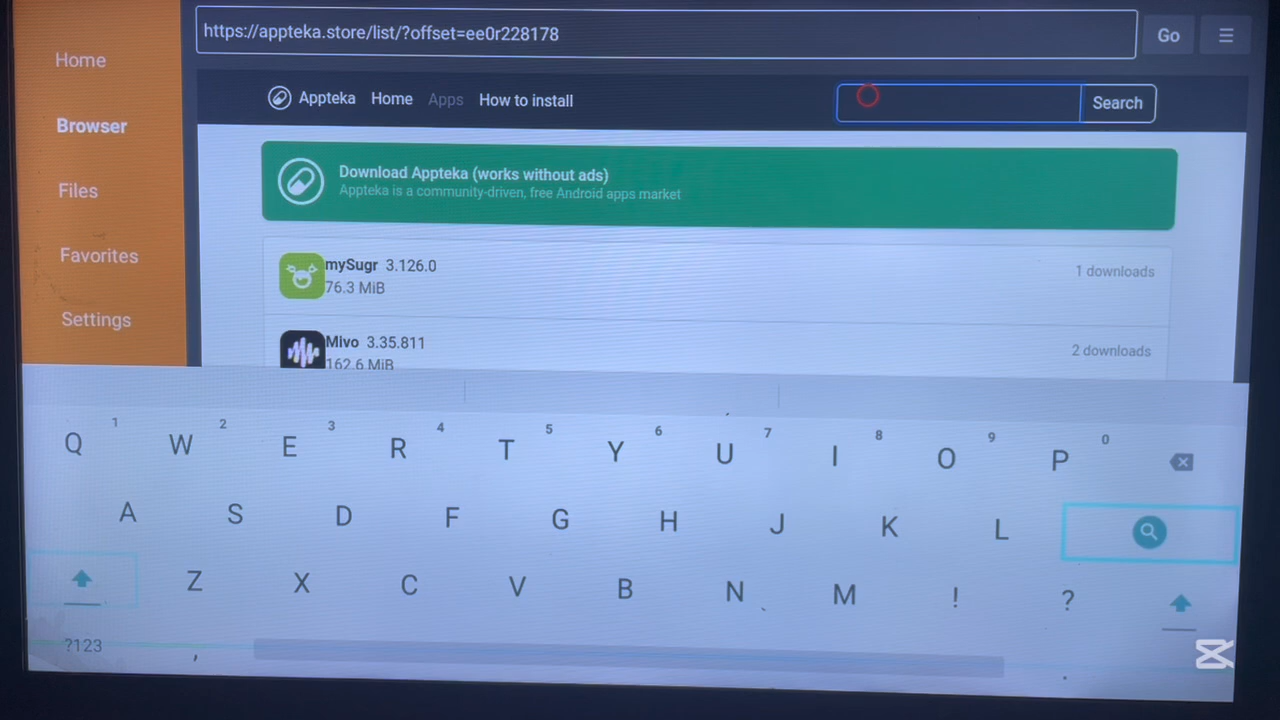 https://appteka.store/list/?offset=ee0r228178
Go
Home
Browser
Files
Favorites
Settings
Appteka Home Apps How to install
Search
Download Appteka (works without ads)
Appteka is a community-driven, free Android apps market
mySugr 3.126.0
76.3 MiB
1 downloads
Mivo 3.35.811
162.6 MiB
2 downloads
1 2 3 4 5 6 7 8 9 0
Q W E R T Y U I O P
A S D F G H J K L
Z X C V B N M ! ?
?123 , .